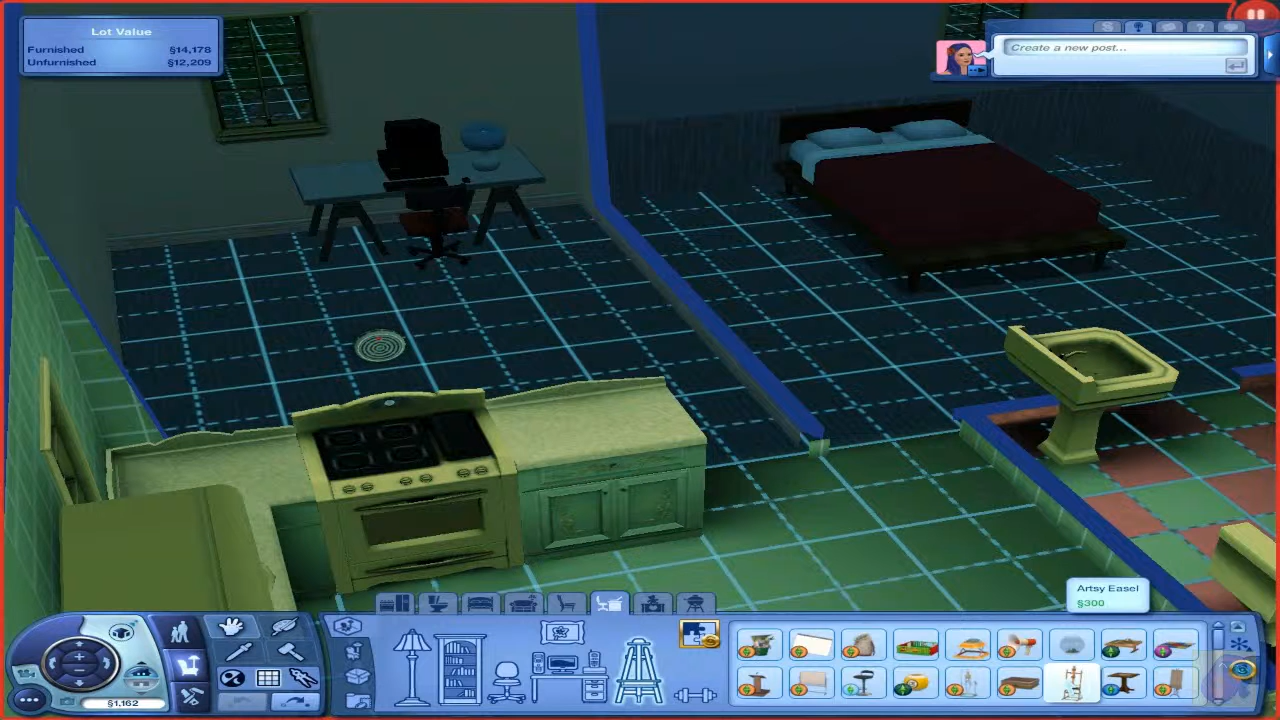 Lot Value
Furnished §14,178
Unfurnished §12,209
Create a new post...
Artsy Easel
§300
§1,162